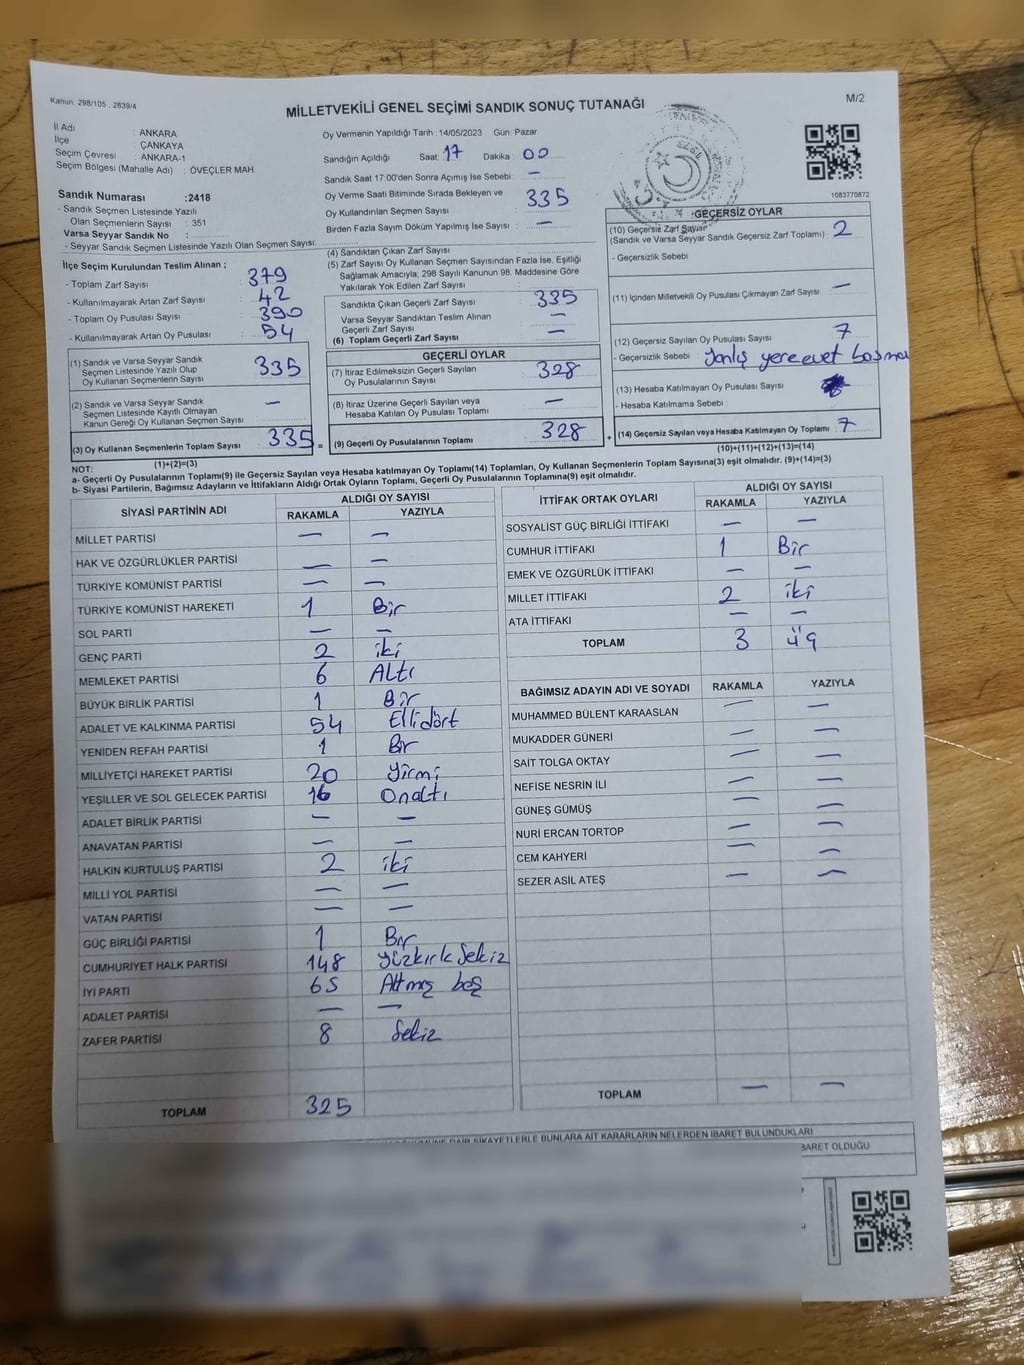 Kanun: 298/105 , 2839/4
MİLLETVEKİLİ GENEL SEÇİMİ SANDIK SONUÇ TUTANAĞI
M/2
İl Adı : ANKARA
İlçe : ÇANKAYA
Seçim Çevresi : ANKARA-1
Seçim Bölgesi (Mahalle Adı) : ÖVEÇLER MAH
Sandık Numarası :2418
- Sandık Seçmen Listesinde Yazılı
Olan Seçmenlerin Sayısı : 351
Varsa Seyyar Sandık No :
- Seyyar Sandık Seçmen Listesinde Yazılı Olan Seçmen Sayısı:
Oy Vermenin Yapıldığı Tarih : 14/05/2023 Gün: Pazar
Sandığın Açıldığı Saat: 17 Dakika : 00
Sandık Saat 17:00'den Sonra Açımış İse Sebebi : —
Oy Verme Saati Bitiminde Sırada Bekleyen ve
Oy Kullandırılan Seçmen Sayısı : 335
Birden Fazla Sayım Döküm Yapılmış İse Sayısı : —
1083770872
İlçe Seçim Kurulundan Teslim Alınan ;
- Toplam Zarf Sayısı : 379
- Kullanılmayarak Artan Zarf Sayısı : 42
- Toplam Oy Pusulası Sayısı : 390
- Kullanılmayarak Artan Oy Pusulası : 54
(1) Sandık ve Varsa Seyyar Sandık
Seçmen Listesinde Yazılı Olup
Oy Kullanan Seçmenlerin Sayısı : 335
(2) Sandık ve Varsa Seyyar Sandık
Seçmen Listesinde Kayıtlı Olmayan
Kanun Gereği Oy Kullanan Seçmen Sayısı : —
(3) Oy Kullanan Seçmenlerin Toplam Sayısı : 335 =
(1)+(2)=(3)
(4) Sandıktan Çıkan Zarf Sayısı
(5) Zarf Sayısı Oy Kullanan Seçmen Sayısından Fazla İse, Eşitliği
Sağlamak Amacıyla; 298 Sayılı Kanunun 98. Maddesine Göre
Yakılarak Yok Edilen Zarf Sayısı :
Sandıkta Çıkan Geçerli Zarf Sayısı : 335
Varsa Seyyar Sandıktan Teslim Alınan
Geçerli Zarf Sayısı : —
(6) Toplam Geçerli Zarf Sayısı : —
GEÇERLİ OYLAR
(7) İtiraz Edilmeksizin Geçerli Sayılan
Oy Pusulalarının Sayısı : 328
(8) İtiraz Üzerine Geçerli Sayılan veya
Hesaba Katılan Oy Pusulası Toplamı : —
(9) Geçerli Oy Pusulalarının Toplamı : 328 +
GEÇERSİZ OYLAR
(10) Geçersiz Zarf Sayısı
(Sandık ve Varsa Seyyar Sandık Geçersiz Zarf Toplamı) : 2
- Geçersizlik Sebebi :
(11) İçinden Milletvekili Oy Pusulası Çıkmayan Zarf Sayısı : —
(12) Geçersiz Sayılan Oy Pusulası Sayısı : 7
- Geçersizlik Sebebi : Yanlış yere evet basma
(13) Hesaba Katılmayan Oy Pusulası Sayısı :
- Hesaba Katılmama Sebebi :
(14) Geçersiz Sayılan veya Hesaba Katılmayan Oy Toplamı : 7
(10)+(11)+(12)+(13)=(14)
NOT:
a- Geçerli Oy Pusulalarının Toplamı(9) ile Geçersiz Sayılan veya Hesaba katılmayan Oy Toplamı(14) Toplamları, Oy Kullanan Seçmenlerin Toplam Sayısına(3) eşit olmalıdır. (9)+(14)=(3)
b- Siyasi Partilerin, Bağımsız Adayların ve İttifakların Aldığı Ortak Oyların Toplamı, Geçerli Oy Pusulalarının Toplamına(9) eşit olmalıdır.
SİYASİ PARTİNİN ADI ALDIĞI OY SAYISI
RAKAMLA YAZIYLA
MİLLET PARTİSİ — —
HAK VE ÖZGÜRLÜKLER PARTİSİ — —
TÜRKİYE KOMÜNİST PARTİSİ — —
TÜRKİYE KOMÜNİST HAREKETİ 1 Bir
SOL PARTİ — —
GENÇ PARTİ 2 iki
MEMLEKET PARTİSİ 6 Altı
BÜYÜK BİRLİK PARTİSİ 1 Bir
ADALET VE KALKINMA PARTİSİ 54 Ellidört
YENİDEN REFAH PARTİSİ 1 Bir
MİLLİYETÇİ HAREKET PARTİSİ 20 Yirmi
YEŞİLLER VE SOL GELECEK PARTİSİ 16 Onaltı
ADALET BİRLİK PARTİSİ — —
ANAVATAN PARTİSİ — —
HALKIN KURTULUŞ PARTİSİ 2 iki
MİLLİ YOL PARTİSİ — —
VATAN PARTİSİ — —
GÜÇ BİRLİĞİ PARTİSİ 1 Bir
CUMHURİYET HALK PARTİSİ 148 Yüzkırk Sekiz
İYİ PARTİ 65 Altmış beş
ADALET PARTİSİ — —
ZAFER PARTİSİ 8 Sekiz
TOPLAM 325
İTTİFAK ORTAK OYLARI ALDIĞI OY SAYISI
RAKAMLA YAZIYLA
SOSYALİST GÜÇ BİRLİĞİ İTTİFAKI — —
CUMHUR İTTİFAKI 1 Bir
EMEK VE ÖZGÜRLÜK İTTİFAKI — —
MİLLET İTTİFAKI 2 iki
ATA İTTİFAKI — —
TOPLAM 3 üç
BAĞIMSIZ ADAYIN ADI VE SOYADI RAKAMLA YAZIYLA
MUHAMMED BÜLENT KARAASLAN — —
MUKADDER GÜNERİ — —
SAİT TOLGA OKTAY — —
NEFİSE NESRİN İLİ — —
GÜNEŞ GÜMÜŞ — —
NURİ ERCAN TORTOP — —
CEM KAHYERİ — —
SEZER ASİL ATEŞ — —
TOPLAM — —
ŞİKAYETLERLE BUNLARA AİT KARARLARIN NELERDEN İBARET BULUNDUKLARI
İBARET OLDUĞU